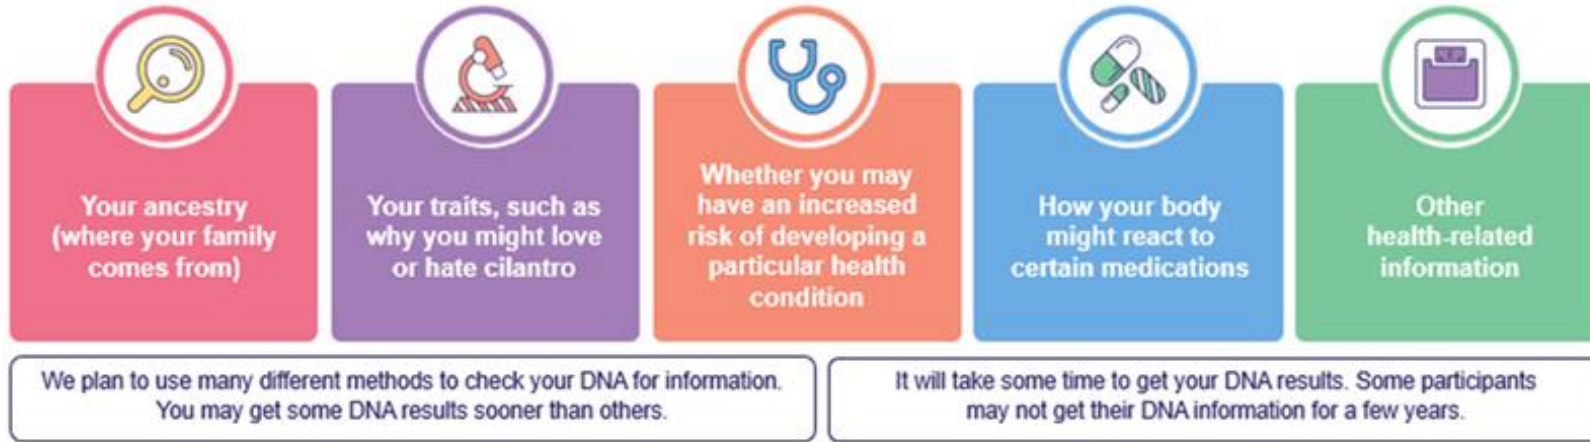 Your ancestry
(where your family
comes from)
Your traits, such as
why you might love
or hate cilantro
Whether you may
have an increased
risk of developing a
particular health
condition
How your body
might react to
certain medications
Other
health-related
information
We plan to use many different methods to check your DNA for information.
You may get some DNA results sooner than others.
It will take some time to get your DNA results. Some participants
may not get their DNA information for a few years.